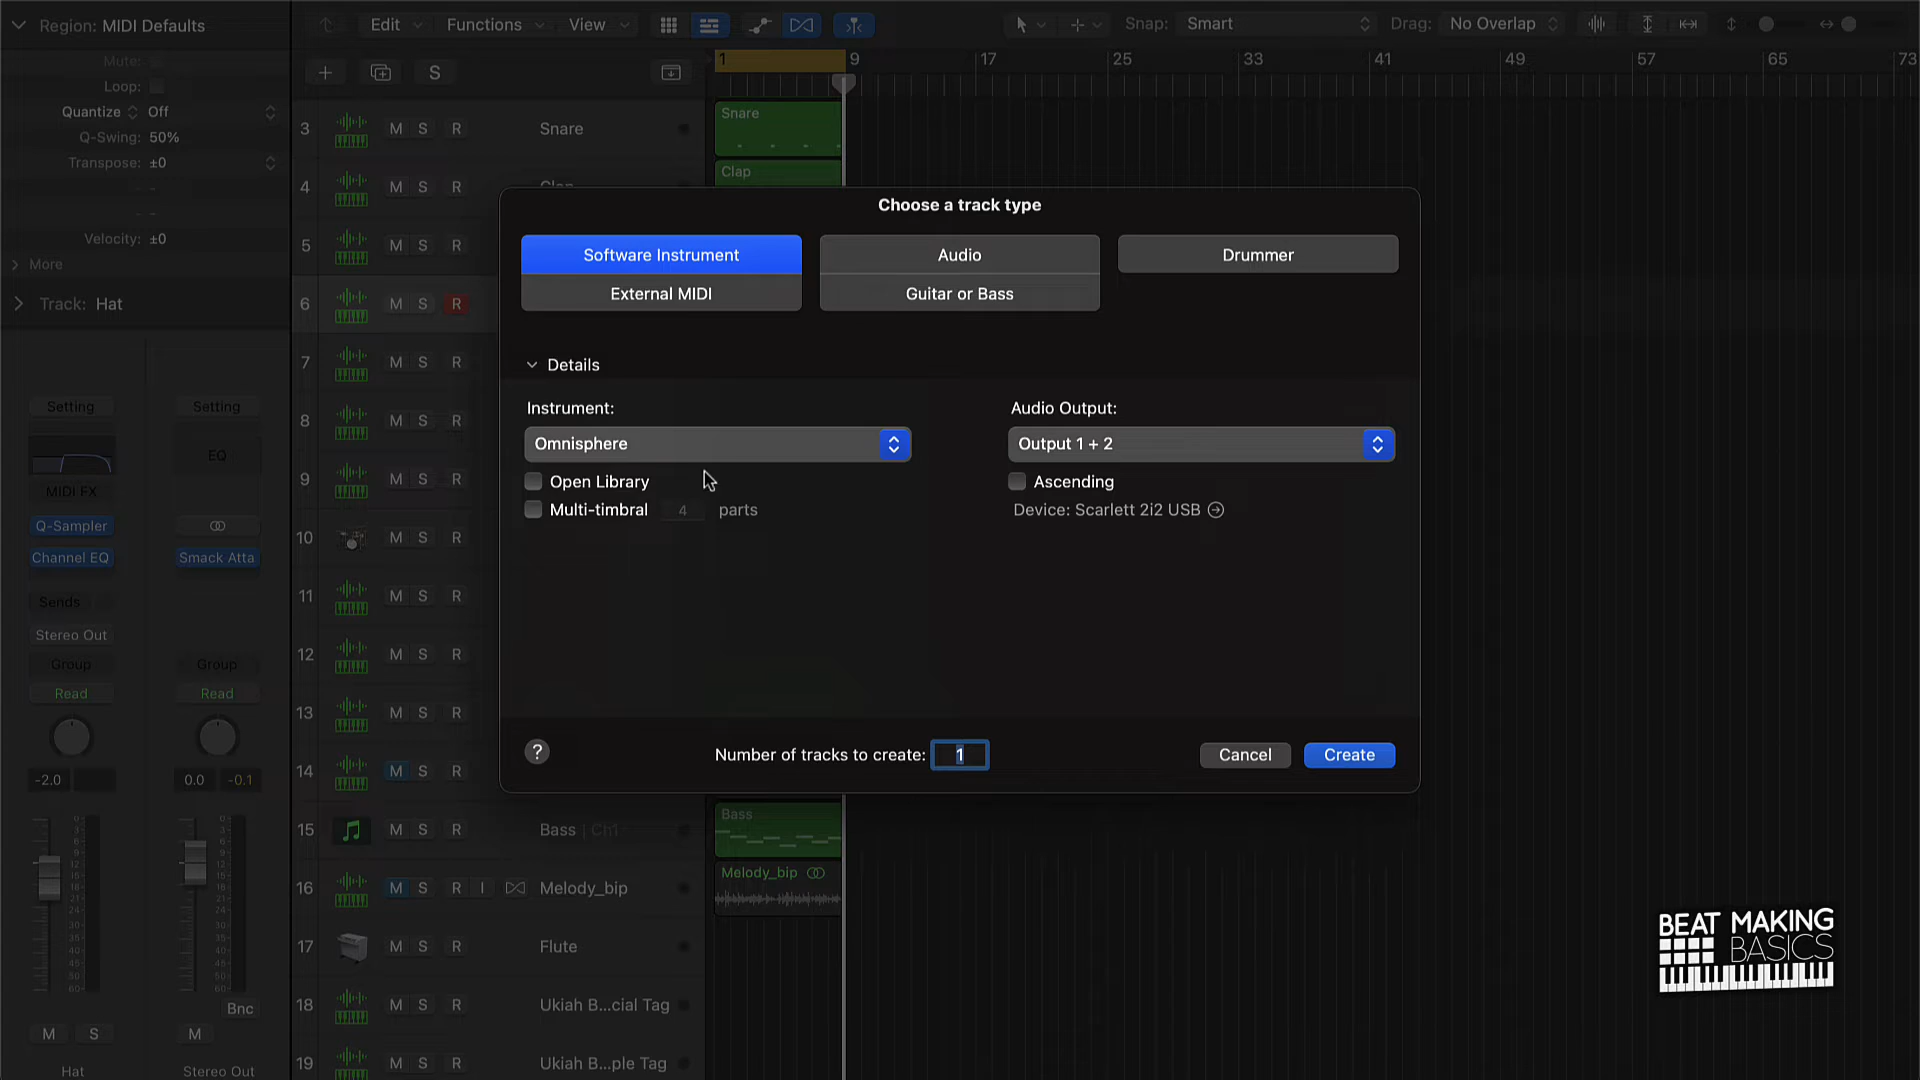 Region: MIDI Defaults
Edit
Functions
View
Snap:
Smart
Drag:
No Overlap
Mute:
Loop:
Quantize
Off
Q-Swing:
50%
Transpose:
±0
Velocity:
±0
More
Track: Hat
Setting
Setting
EQ
MIDI FX
Q-Sampler
Channel EQ
Smack Atta
Sends
Stereo Out
Group
Group
Read
Read
-2.0
0.0
-0.1
Bnc
M
S
M
Hat
Stereo Out
S
1
9
17
25
33
41
49
57
65
73
3
M
S
R
Snare
Snare
4
M
S
R
Clap
Clap
5
M
S
R
6
M
S
R
7
M
S
R
8
M
S
R
9
M
S
R
10
M
S
R
11
M
S
R
12
M
S
R
13
M
S
R
14
M
S
R
15
M
S
R
Bass | Ch1
Bass
16
M
S
R
I
Melody_bip
Melody_bip
17
M
S
R
Flute
18
M
S
R
Ukiah B...cial Tag
19
M
S
R
Ukiah B...ple Tag
Choose a track type
Software Instrument
External MIDI
Audio
Guitar or Bass
Drummer
Details
Instrument:
Omnisphere
Open Library
Multi-timbral
4
parts
Audio Output:
Output 1 + 2
Ascending
Device: Scarlett 2i2 USB
?
Number of tracks to create:
1
Cancel
Create
BEAT MAKING
BASICS